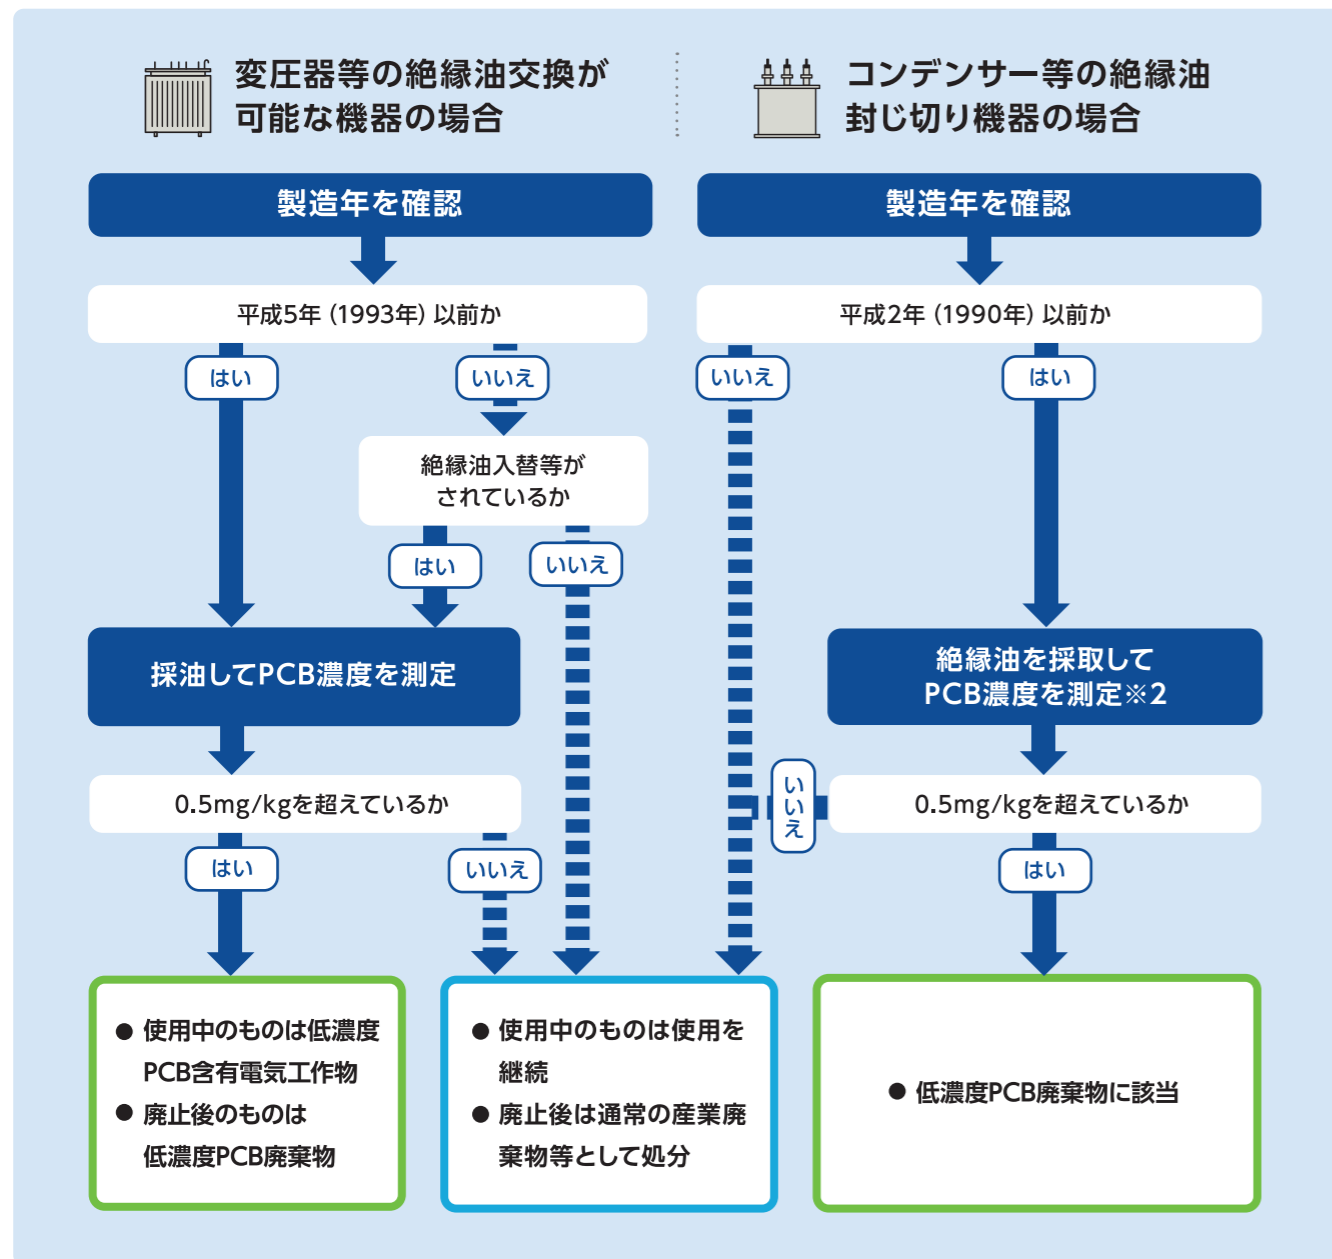 変圧器等の絶縁油交換が
可能な機器の場合
製造年を確認
平成5年（1993年）以前か
はい
いいえ
絶縁油入替等が
されているか
はい
いいえ
採油してPCB濃度を測定
0.5mg/kgを超えているか
はい
いいえ
● 使用中のものは低濃度
PCB含有電気工作物
● 廃止後のものは
低濃度PCB廃棄物
● 使用中のものは使用を
継続
● 廃止後は通常の産業廃
棄物等として処分
コンデンサー等の絶縁油
封じ切り機器の場合
製造年を確認
平成2年（1990年）以前か
いいえ
はい
絶縁油を採取して
PCB濃度を測定※2
いいえ
0.5mg/kgを超えているか
はい
● 低濃度PCB廃棄物に該当